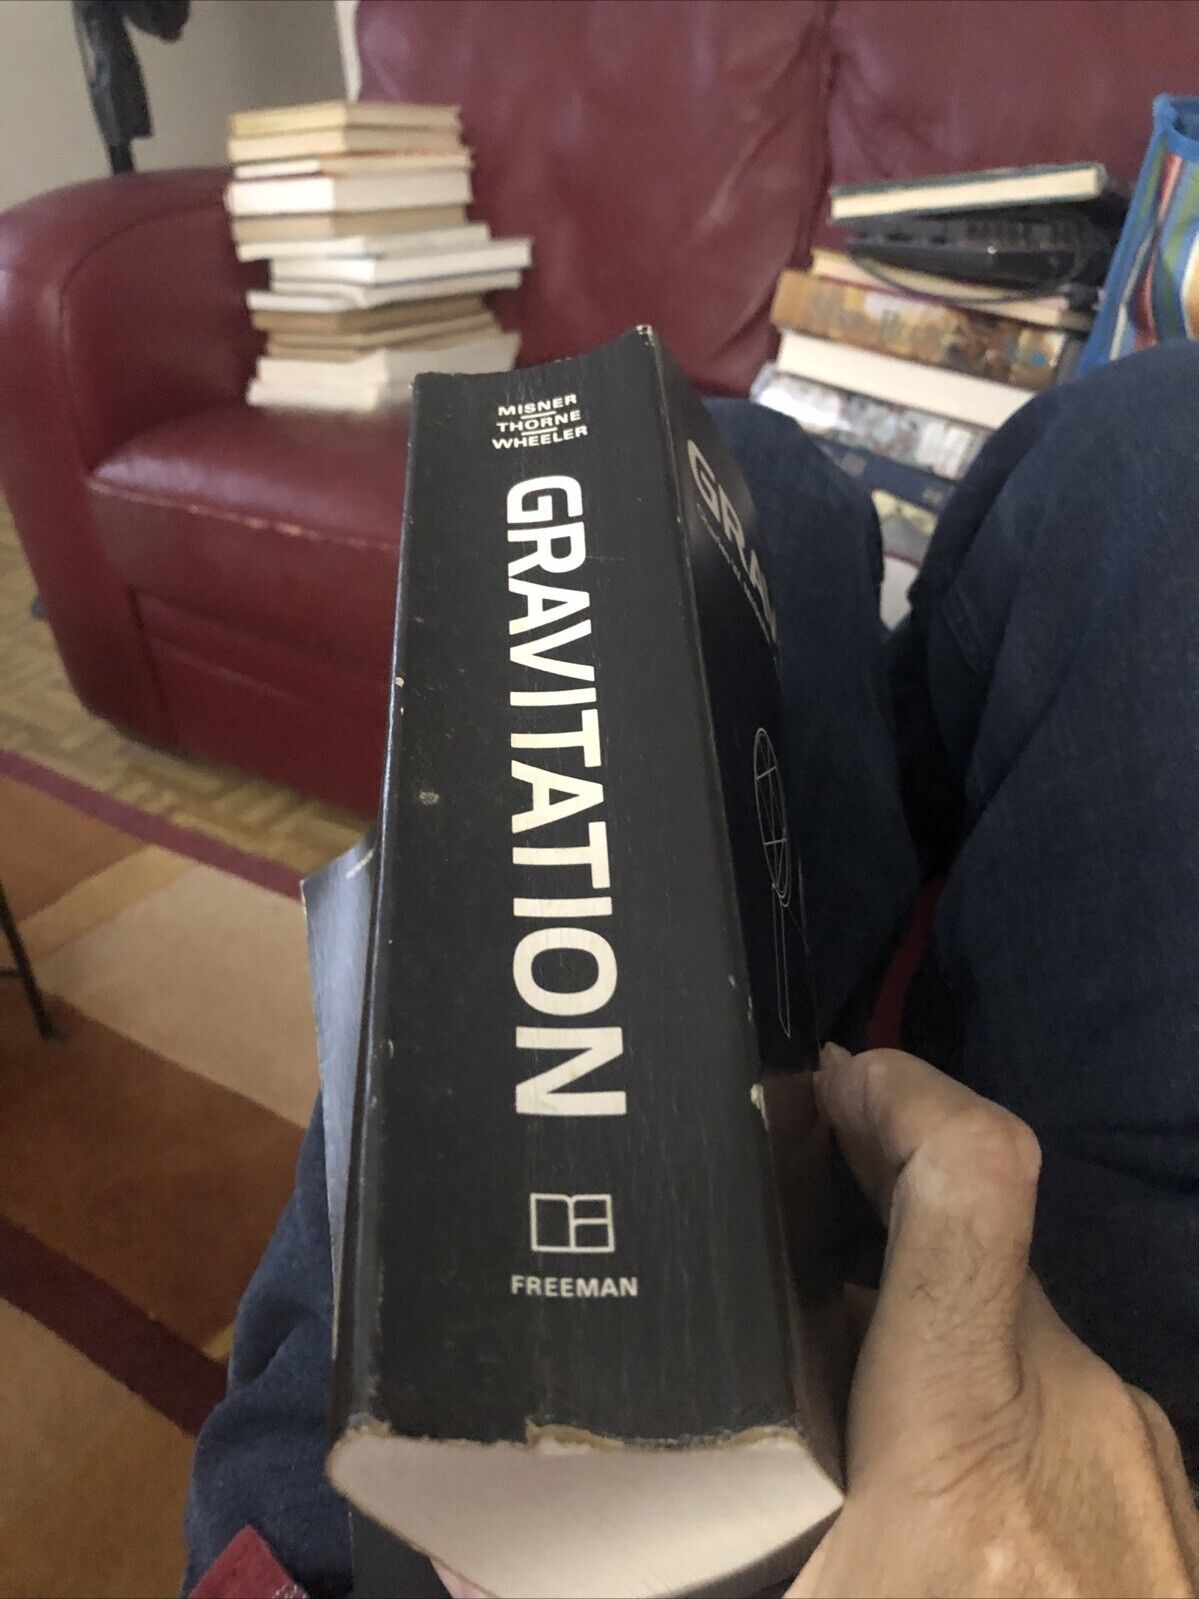 MISNER
THORNE
WHEELER
GRAVITATION
FREEMAN